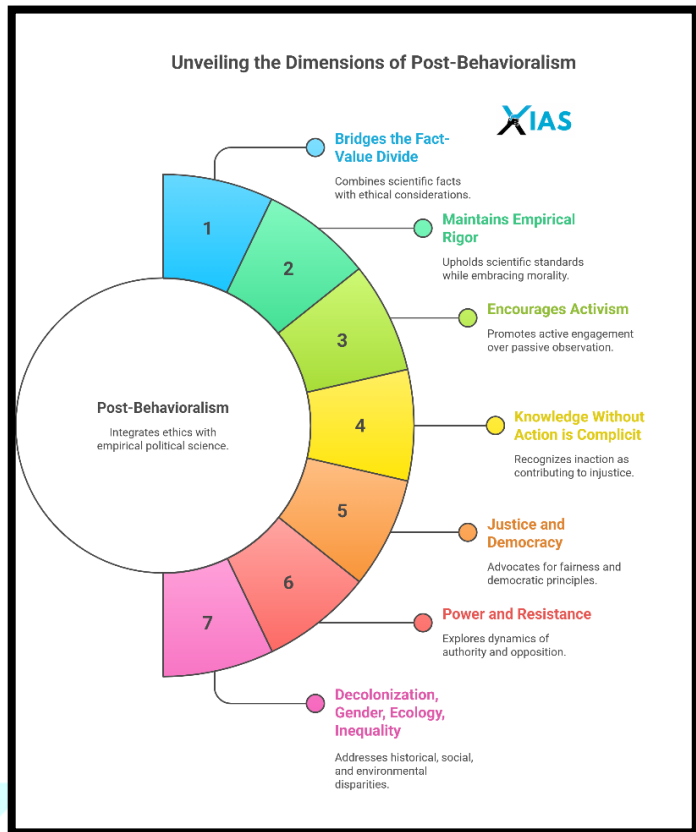 Unveiling the Dimensions of Post-Behavioralism
XIAS
Bridges the Fact-
Value Divide
Combines scientific facts
with ethical considerations.
1
Maintains Empirical
Rigor
Upholds scientific standards
while embracing morality.
2
Encourages Activism
Promotes active engagement
over passive observation.
3
Post-Behavioralism
Integrates ethics with
empirical political science.
Knowledge Without
Action is Complicit
Recognizes inaction as
contributing to injustice.
4
Justice and
Democracy
Advocates for fairness and
democratic principles.
5
Power and Resistance
Explores dynamics of
authority and opposition.
6
Decolonization,
Gender, Ecology,
Inequality
Addresses historical, social,
and environmental
disparities.
7